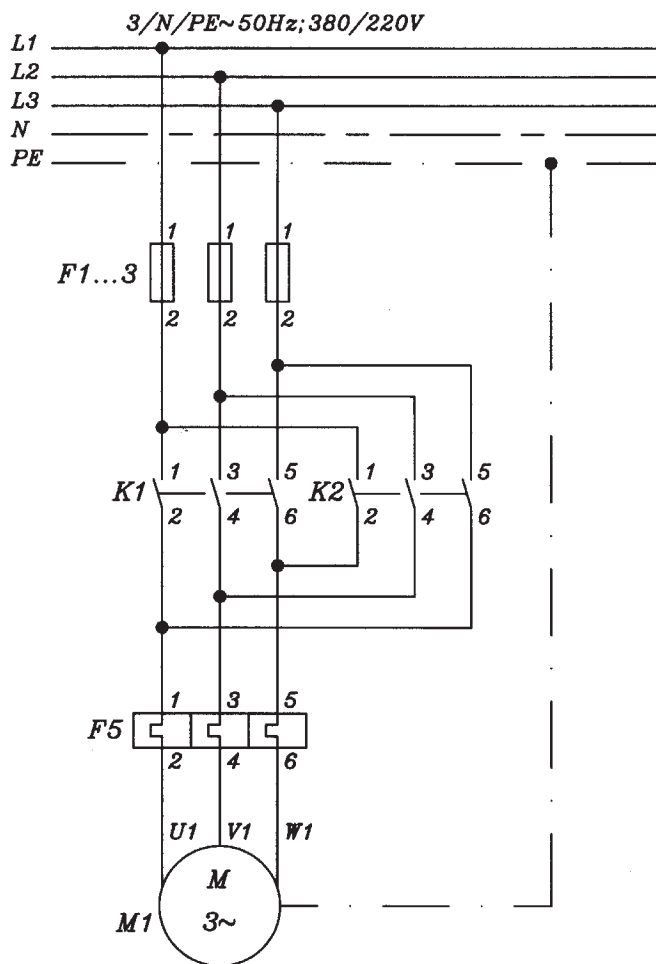 3/N/PE~50Hz; 380/220V
L1
L2
L3
N
PE
1 1 1
F1...3
2 2 2
1 3 5 1 3 5
K1 K2
2 4 6 2 4 6
1 3 5
F5
2 4 6
U1 V1 W1
M
M1 3~